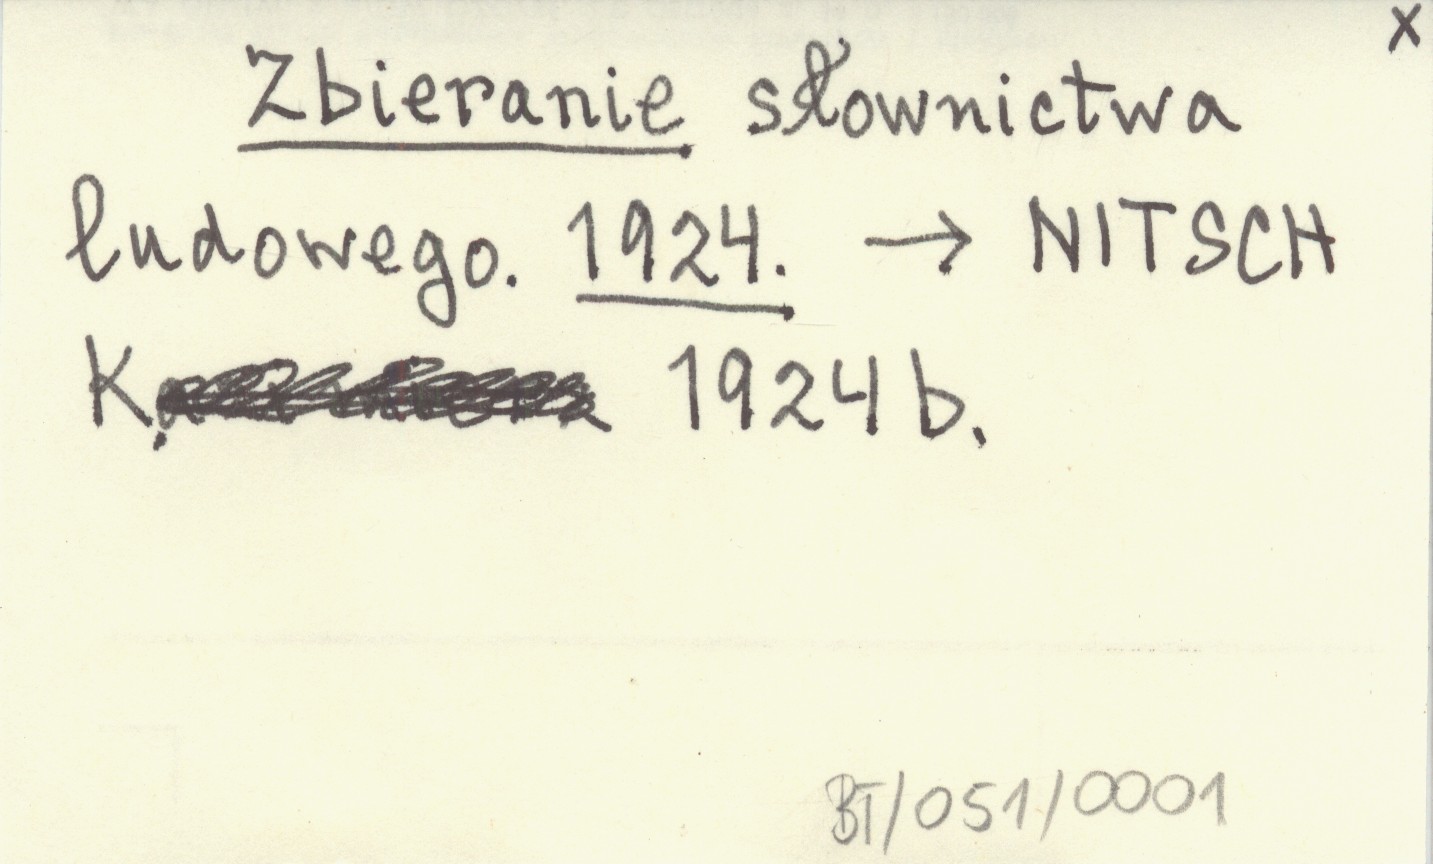 x
Zbieranie słownictwa
ludowego. 1924. → NITSCH
K. 1924 b.
BT/051/0001